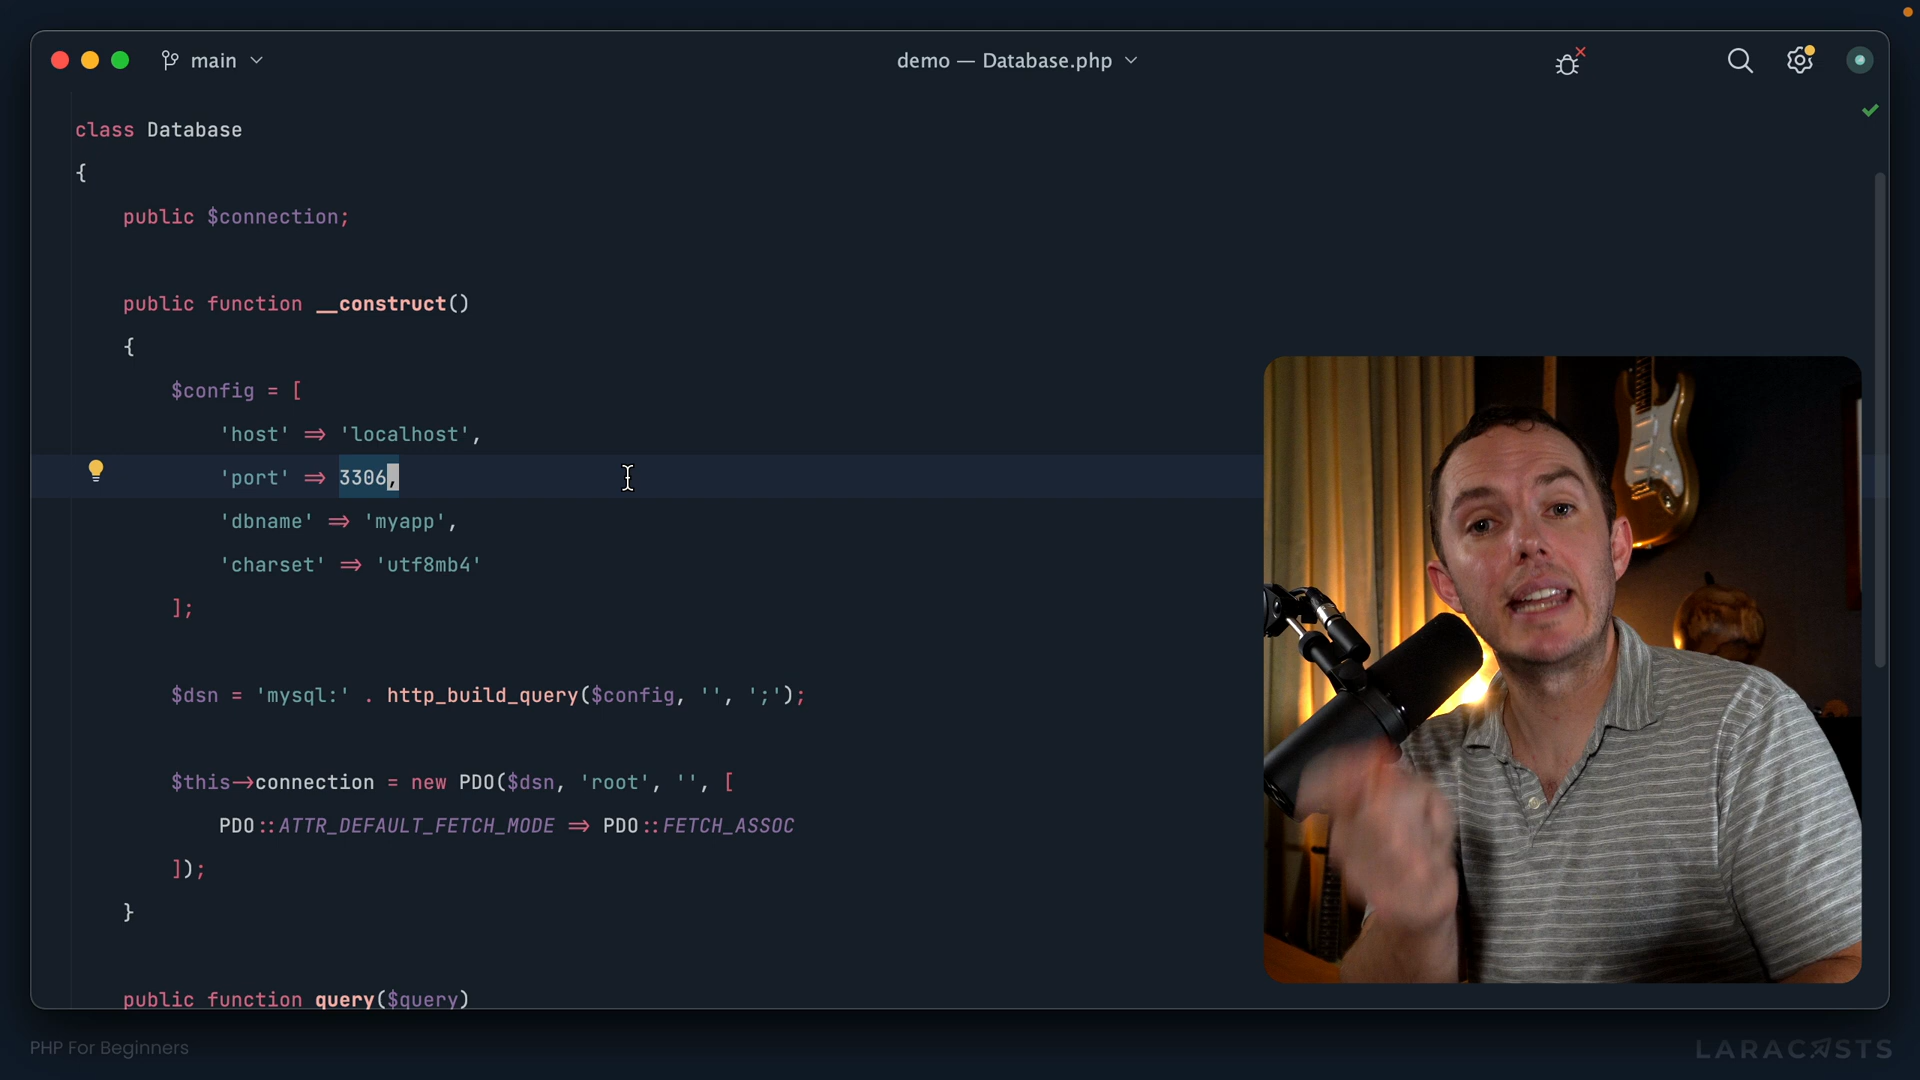 main
demo — Database.php
class Database
{
public $connection;
public function __construct()
{
$config = [
'host' => 'localhost',
'port' => 3306,
'dbname' => 'myapp',
'charset' => 'utf8mb4'
];
$dsn = 'mysql:' . http_build_query($config, '', ';');
$this->connection = new PDO($dsn, 'root', '', [
PDO::ATTR_DEFAULT_FETCH_MODE => PDO::FETCH_ASSOC
]);
}
public function query($query)
PHP For Beginners
LARACASTS